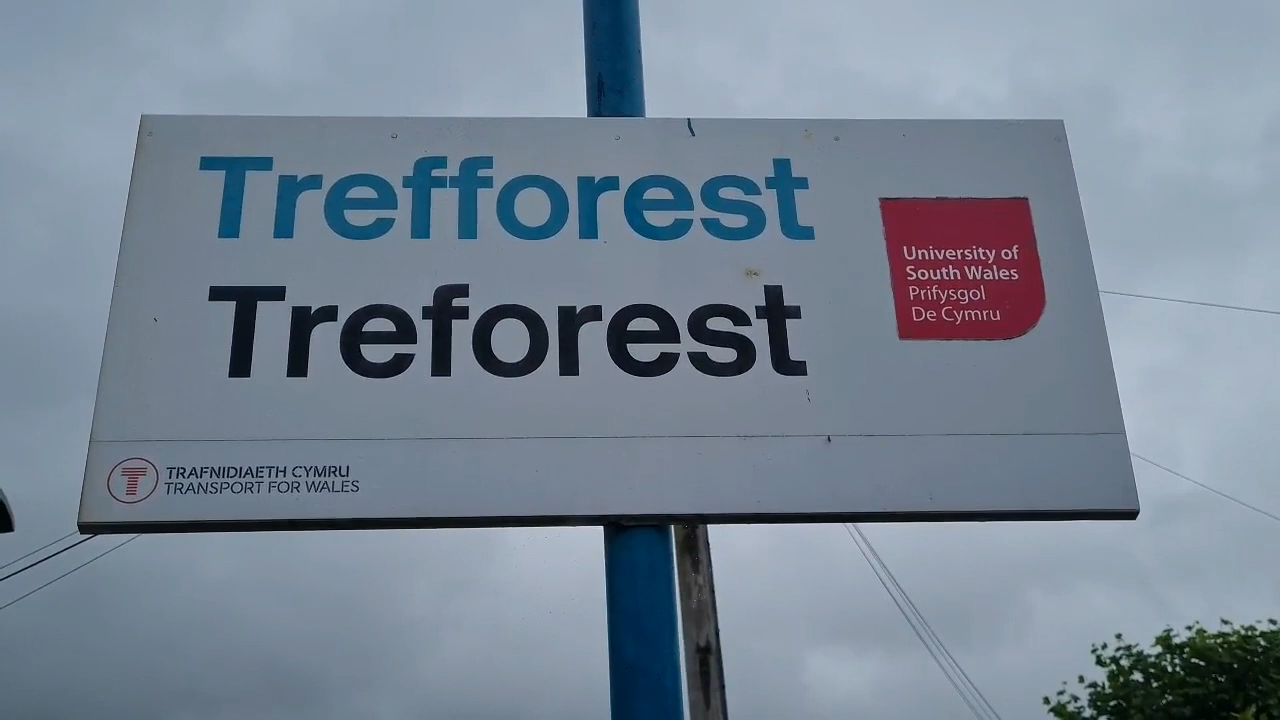 Trefforest
Treforest
University of
South Wales
Prifysgol
De Cymru
TRAFNIDIAETH CYMRU
TRANSPORT FOR WALES